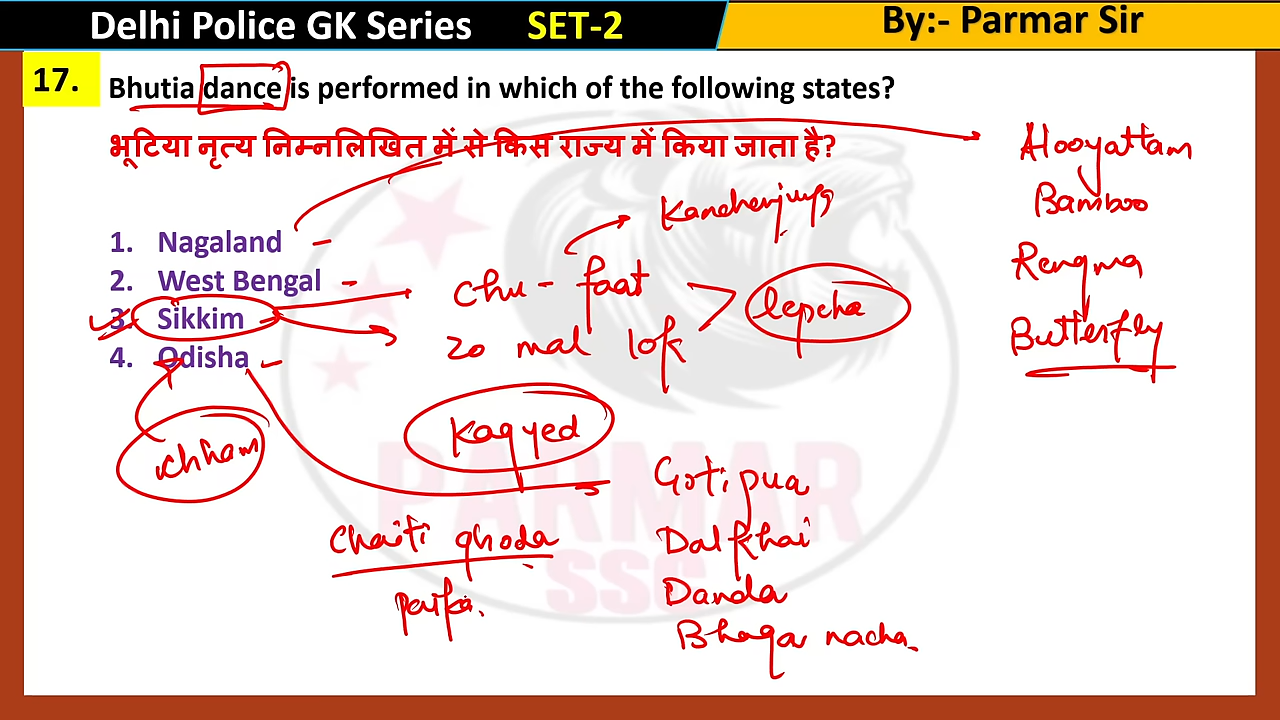 Delhi Police GK Series SET-2 By:- Parmar Sir
17. Bhutia dance is performed in which of the following states?
भूटिया नृत्य निम्नलिखित में से किस राज्य में किया जाता है?
1. Nagaland
2. West Bengal
3. Sikkim
4. Odisha
Kanchenjunga
chu - faat
zo mal lok
lepcha
Alooyattam
Bamboo
Rengma
Butterfly
chham
Kagyed
Chaiti ghoda
paika.
Gotipua
Dalkhai
Danda
Bhaga nacha
PARMAR
SSC